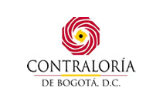 CONTRALORÍA
DE BOGOTÁ, D.C.